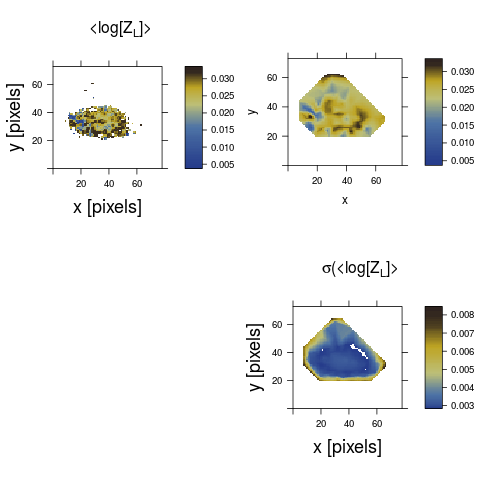 <log[Z_L]>
60
40
20
20 40 60
y [pixels]
x [pixels]
0.030
0.025
0.020
0.015
0.010
0.005
60
40
20
20 40 60
y
x
0.030
0.025
0.020
0.015
0.010
0.005
σ(<log[Z_L]>
60
40
20
20 40 60
y [pixels]
x [pixels]
0.008
0.007
0.006
0.005
0.004
0.003